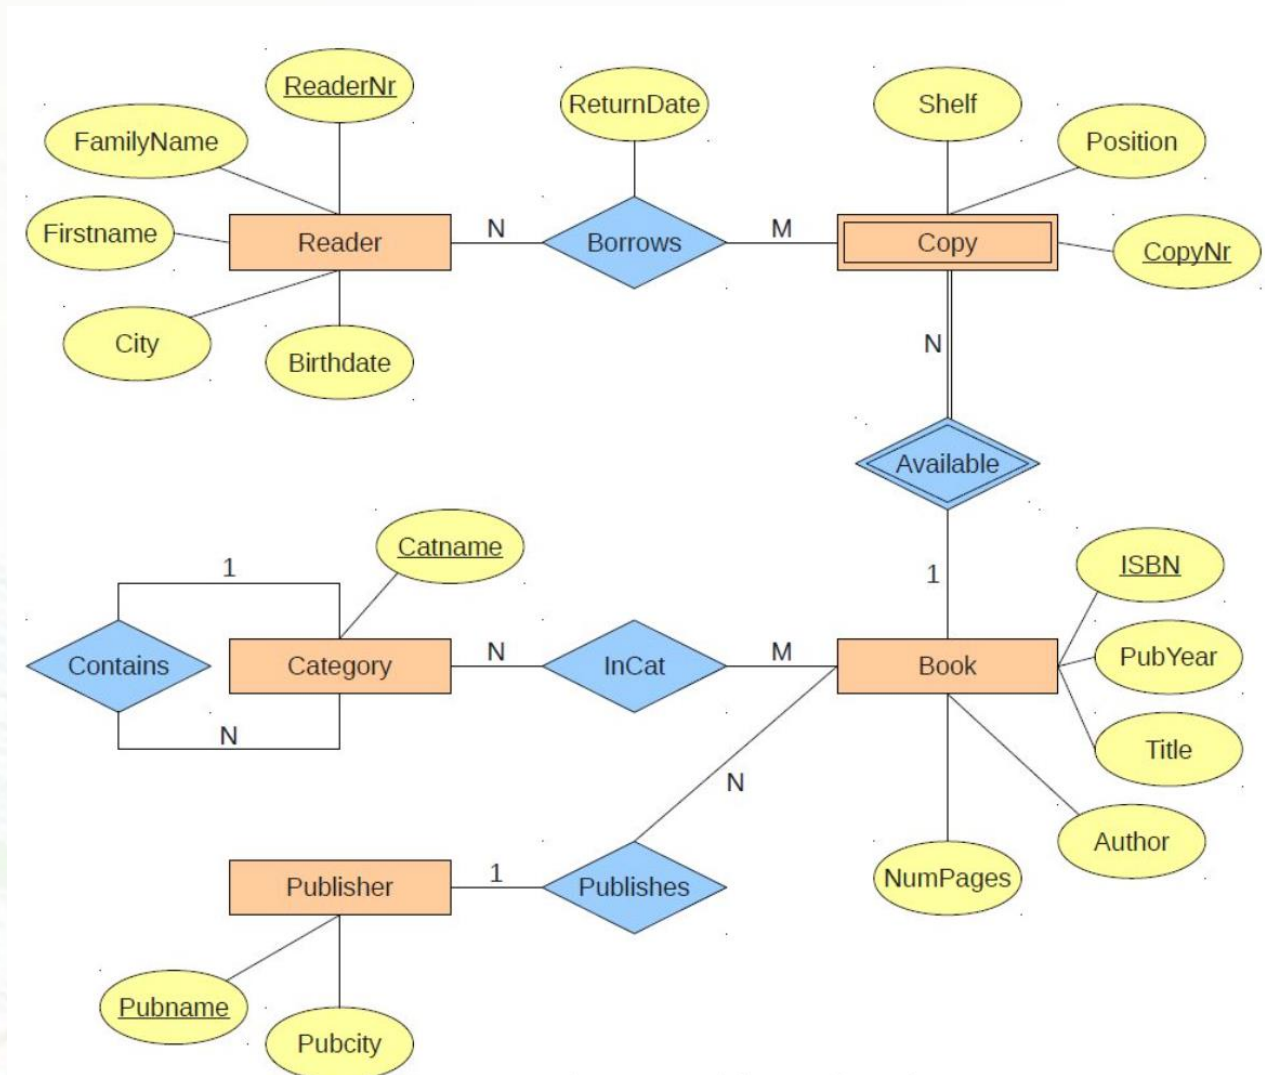 ReaderNr
ReturnDate
Shelf
FamilyName
Position
Firstname
Reader
N
Borrows
M
Copy
CopyNr
City
Birthdate
N
Available
Catname
1
1
ISBN
Contains
Category
N
InCat
M
Book
PubYear
N
Title
N
Author
Publisher
1
Publishes
NumPages
Pubname
Pubcity